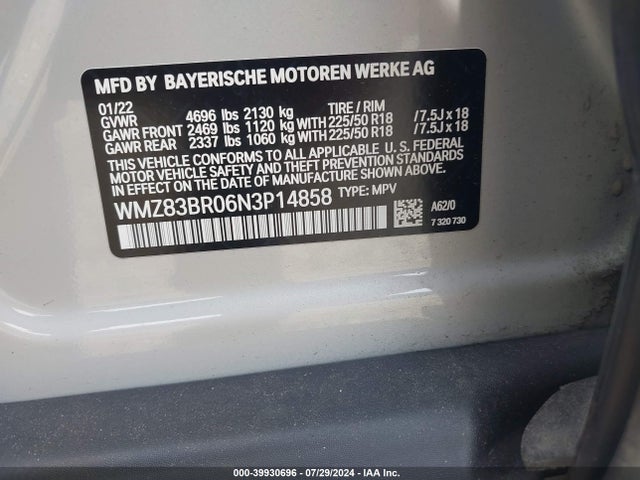 MFD BY BAYERISCHE MOTOREN WERKE AG
01/22 TIRE / RIM
GVWR 4696 lbs 2130 kg
GAWR FRONT 2469 lbs 1120 kg WITH 225/50 R18 / 7.5J x 18
GAWR REAR 2337 lbs 1060 kg WITH 225/50 R18 / 7.5J x 18
THIS VEHICLE CONFORMS TO ALL APPLICABLE U. S. FEDERAL
MOTOR VEHICLE SAFETY AND THEFT PREVENTION STANDARDS
IN EFFECT ON THE DATE OF MANUFACTURE SHOWN ABOVE.
WMZ83BR06N3P14858 TYPE: MPV
A62/0
7 320 730
000-39930696 - 07/29/2024 - IAA Inc.